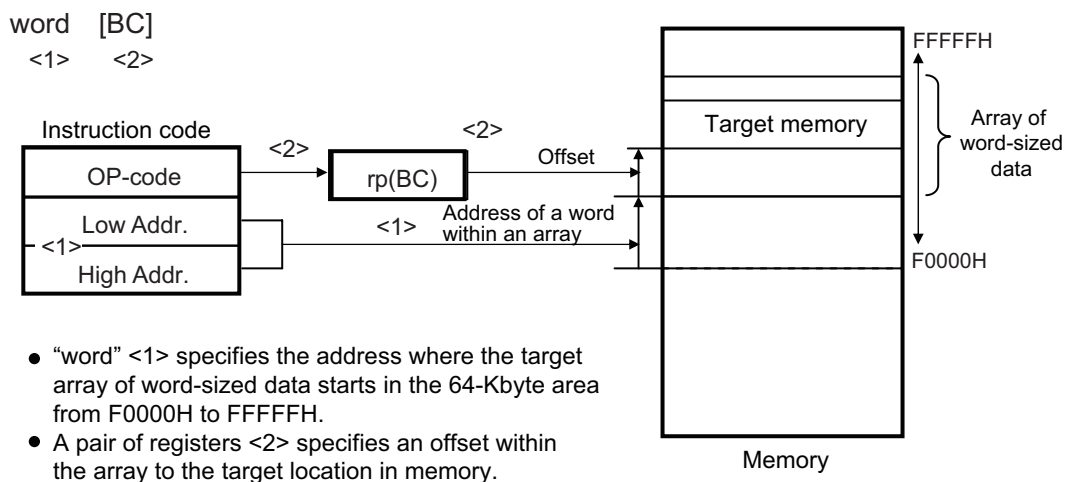 word [BC]
<1> <2>
Instruction code
OP-code
Low Addr.
<1>
High Addr.
<2>
rp(BC)
<2>
Offset
<1>
Address of a word
within an array
Target memory
FFFFFH
Array of
word-sized
data
F0000H
Memory
● “word” <1> specifies the address where the target
array of word-sized data starts in the 64-Kbyte area
from F0000H to FFFFFH.
● A pair of registers <2> specifies an offset within
the array to the target location in memory.